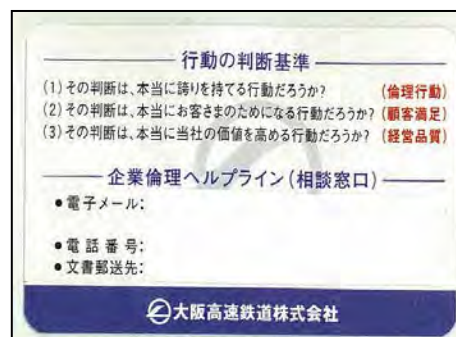 行動の判断基準
(1)その判断は、本当に誇りを持てる行動だろうか? (倫理行動)
(2)その判断は、本当にお客さまのためになる行動だろうか? (顧客満足)
(3)その判断は、本当に当社の価値を高める行動だろうか? (経営品質)
企業倫理ヘルプライン(相談窓口)
●電子メール:
●電話番号:
●文書郵送先:
大阪高速鉄道株式会社